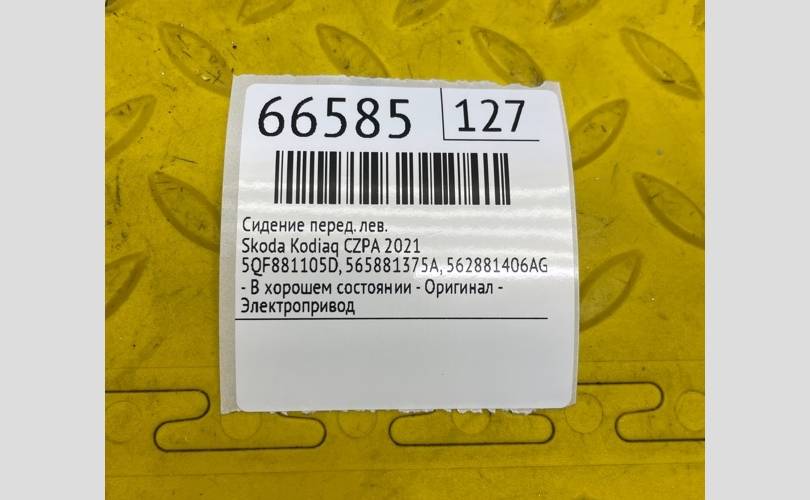 66585 127
Сидение перед. лев.
Skoda Kodiaq CZPA 2021
5QF881105D, 565881375A, 562881406AG
- В хорошем состоянии - Оригинал -
Электропривод